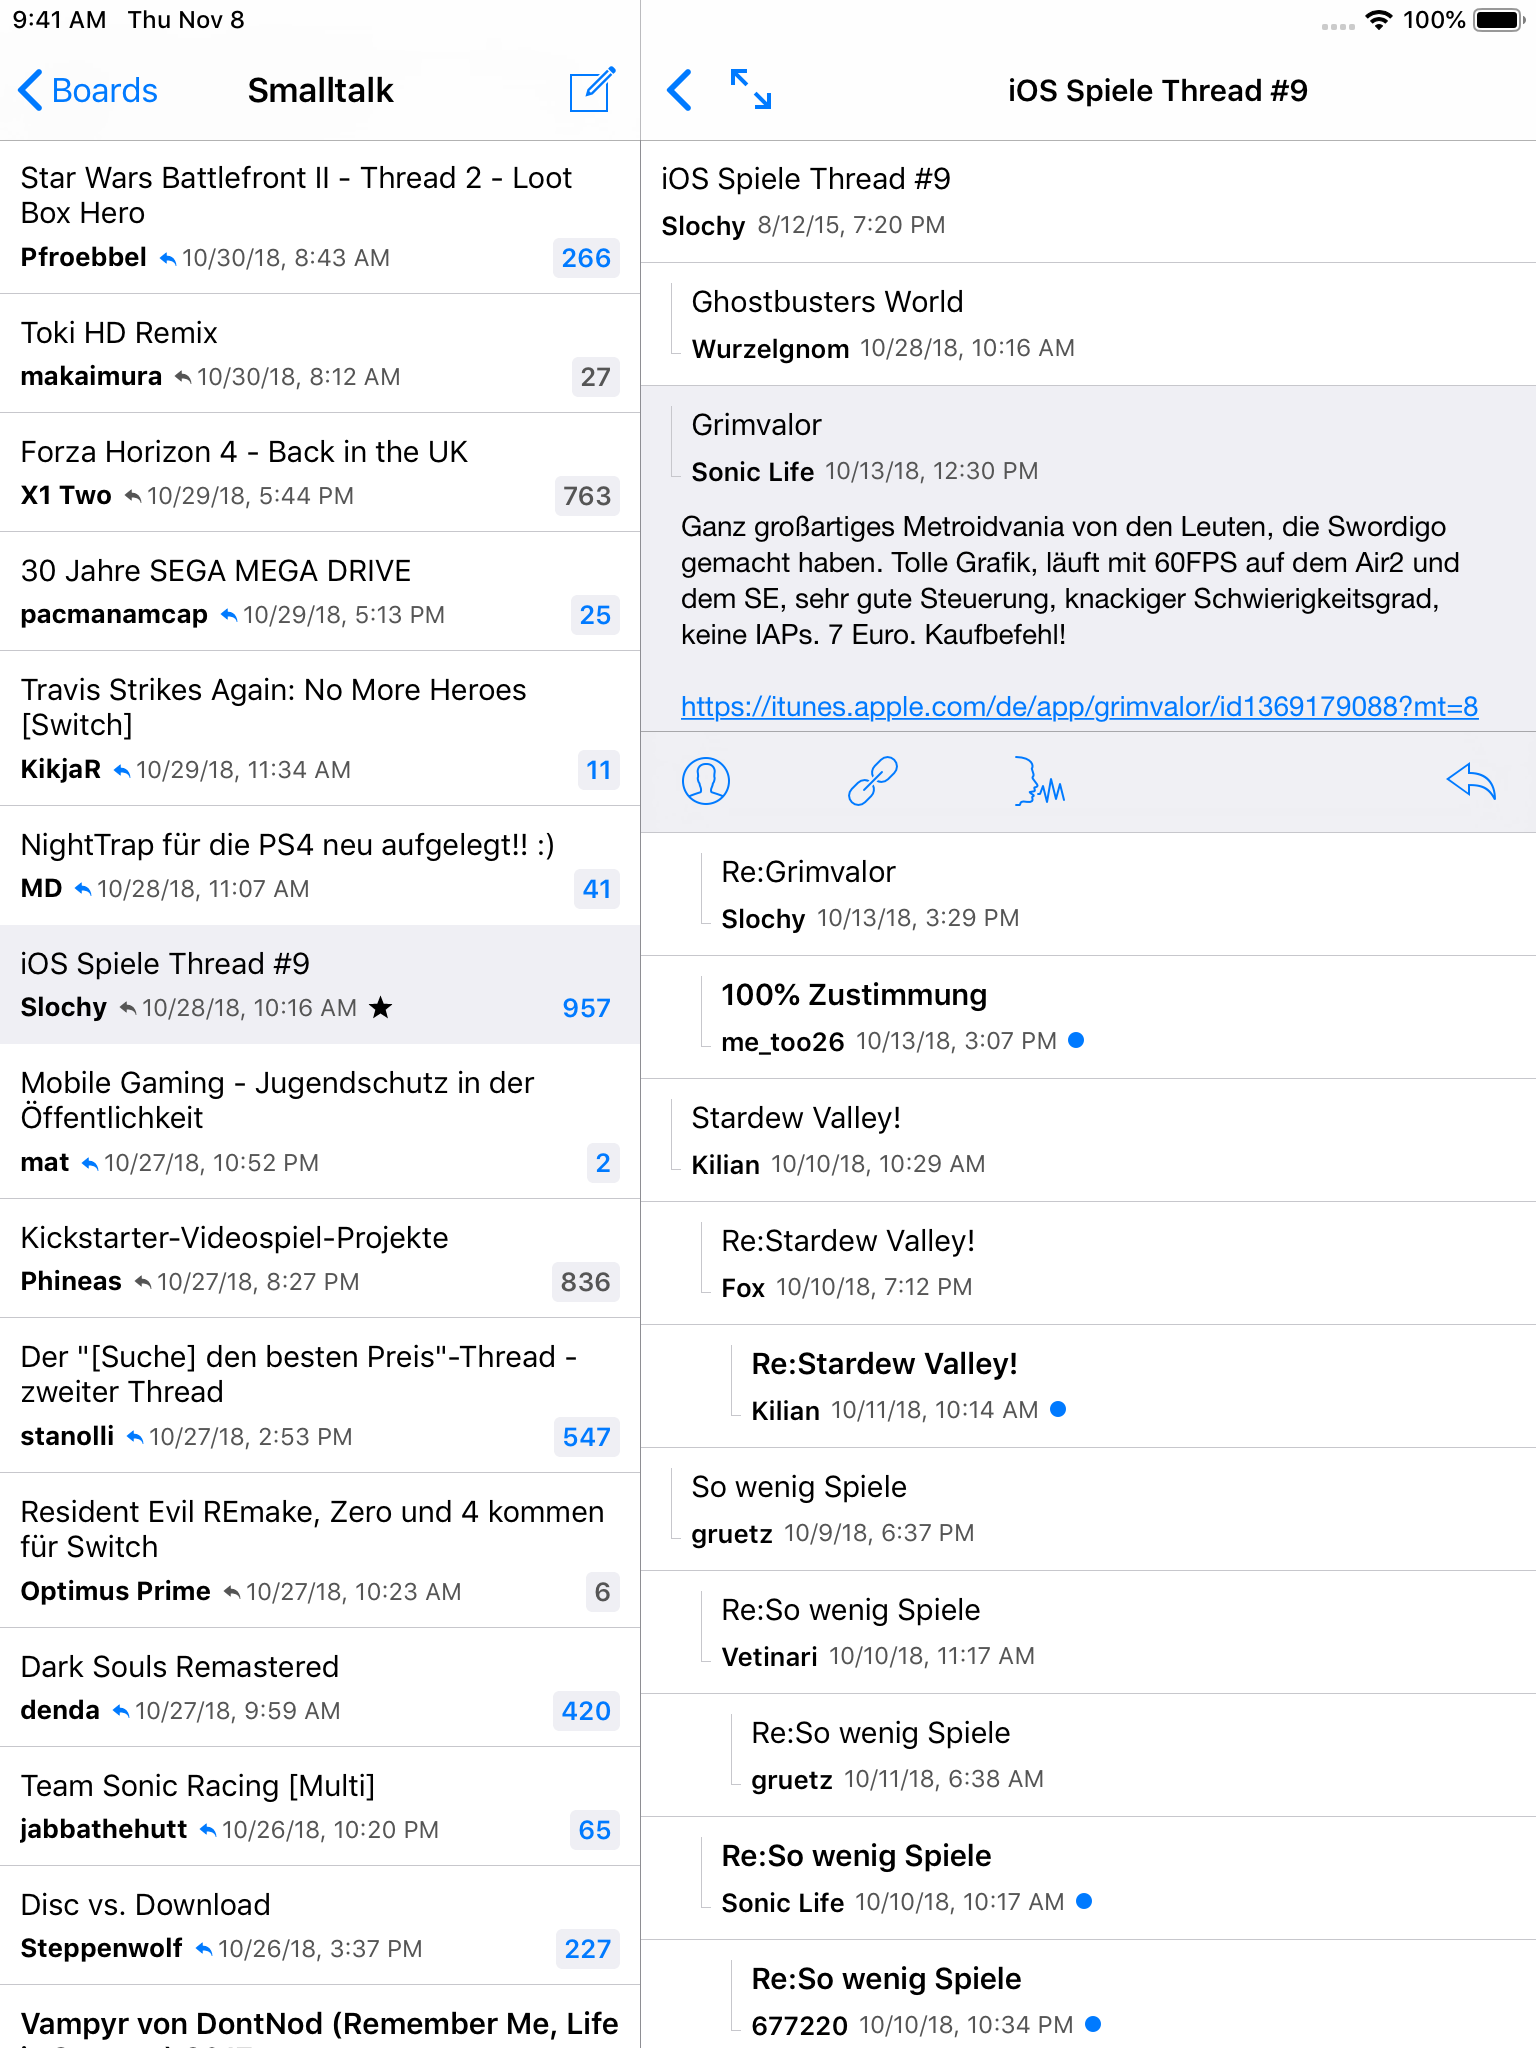 9:41 AM Thu Nov 8
100%
Boards
Smalltalk
Star Wars Battlefront II - Thread 2 - Loot
Box Hero
Pfroebbel 10/30/18, 8:43 AM 266
Toki HD Remix
makaimura 10/30/18, 8:12 AM 27
Forza Horizon 4 - Back in the UK
X1 Two 10/29/18, 5:44 PM 763
30 Jahre SEGA MEGA DRIVE
pacmanamcap 10/29/18, 5:13 PM 25
Travis Strikes Again: No More Heroes
[Switch]
KikjaR 10/29/18, 11:34 AM 11
NightTrap für die PS4 neu aufgelegt!! :)
MD 10/28/18, 11:07 AM 41
iOS Spiele Thread #9
Slochy 10/28/18, 10:16 AM ★ 957
Mobile Gaming - Jugendschutz in der
Öffentlichkeit
mat 10/27/18, 10:52 PM 2
Kickstarter-Videospiel-Projekte
Phineas 10/27/18, 8:27 PM 836
Der "[Suche] den besten Preis"-Thread -
zweiter Thread
stanolli 10/27/18, 2:53 PM 547
Resident Evil REmake, Zero und 4 kommen
für Switch
Optimus Prime 10/27/18, 10:23 AM 6
Dark Souls Remastered
denda 10/27/18, 9:59 AM 420
Team Sonic Racing [Multi]
jabbathehutt 10/26/18, 10:20 PM 65
Disc vs. Download
Steppenwolf 10/26/18, 3:37 PM 227
Vampyr von DontNod (Remember Me, Life
iOS Spiele Thread #9
iOS Spiele Thread #9
Slochy 8/12/15, 7:20 PM
Ghostbusters World
Wurzelgnom 10/28/18, 10:16 AM
Grimvalor
Sonic Life 10/13/18, 12:30 PM
Ganz großartiges Metroidvania von den Leuten, die Swordigo
gemacht haben. Tolle Grafik, läuft mit 60FPS auf dem Air2 und
dem SE, sehr gute Steuerung, knackiger Schwierigkeitsgrad,
keine IAPs. 7 Euro. Kaufbefehl!
https://itunes.apple.com/de/app/grimvalor/id1369179088?mt=8
Re:Grimvalor
Slochy 10/13/18, 3:29 PM
100% Zustimmung
me_too26 10/13/18, 3:07 PM
Stardew Valley!
Kilian 10/10/18, 10:29 AM
Re:Stardew Valley!
Fox 10/10/18, 7:12 PM
Re:Stardew Valley!
Kilian 10/11/18, 10:14 AM
So wenig Spiele
gruetz 10/9/18, 6:37 PM
Re:So wenig Spiele
Vetinari 10/10/18, 11:17 AM
Re:So wenig Spiele
gruetz 10/11/18, 6:38 AM
Re:So wenig Spiele
Sonic Life 10/10/18, 10:17 AM
Re:So wenig Spiele
677220 10/10/18, 10:34 PM